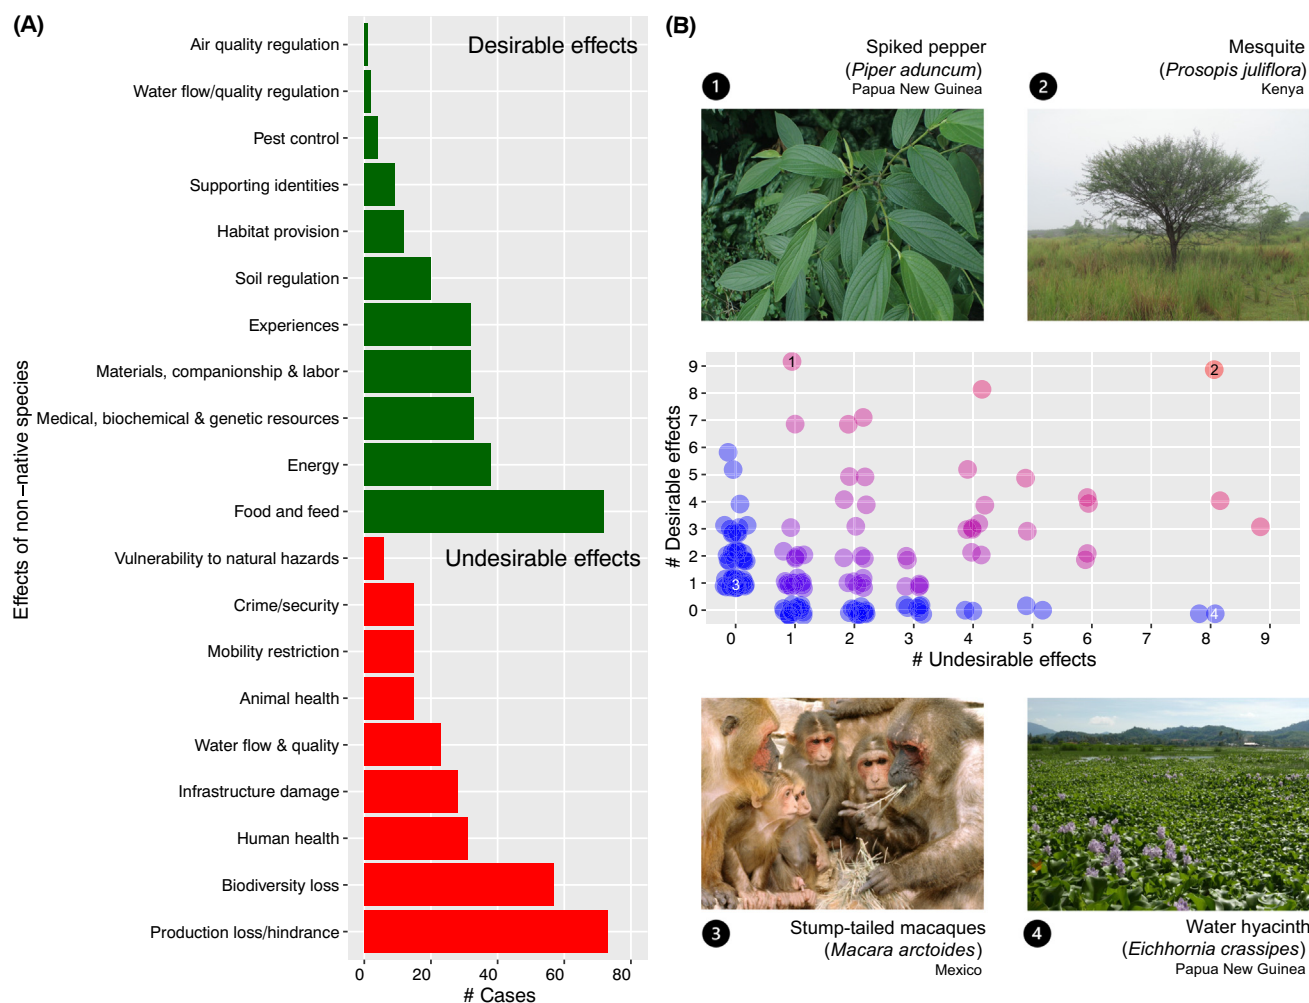 (A)
Desirable effects
Air quality regulation
Water flow/quality regulation
Pest control
Supporting identities
Habitat provision
Soil regulation
Experiences
Materials, companionship & labor
Medical, biochemical & genetic resources
Energy
Food and feed
Undesirable effects
Vulnerability to natural hazards
Crime/security
Mobility restriction
Animal health
Water flow & quality
Infrastructure damage
Human health
Biodiversity loss
Production loss/hindrance
Effects of non−native species
0 20 40 60 80
# Cases
(B)
Spiked pepper
(Piper aduncum)
Papua New Guinea
1
Mesquite
(Prosopis juliflora)
Kenya
2
# Desirable effects
9
8
7
6
5
4
3
2
1
0
1
2
3
4
0 1 2 3 4 5 6 7 8 9
# Undesirable effects
3
Stump-tailed macaques
(Macara arctoides)
Mexico
4
Water hyacinth
(Eichhornia crassipes)
Papua New Guinea